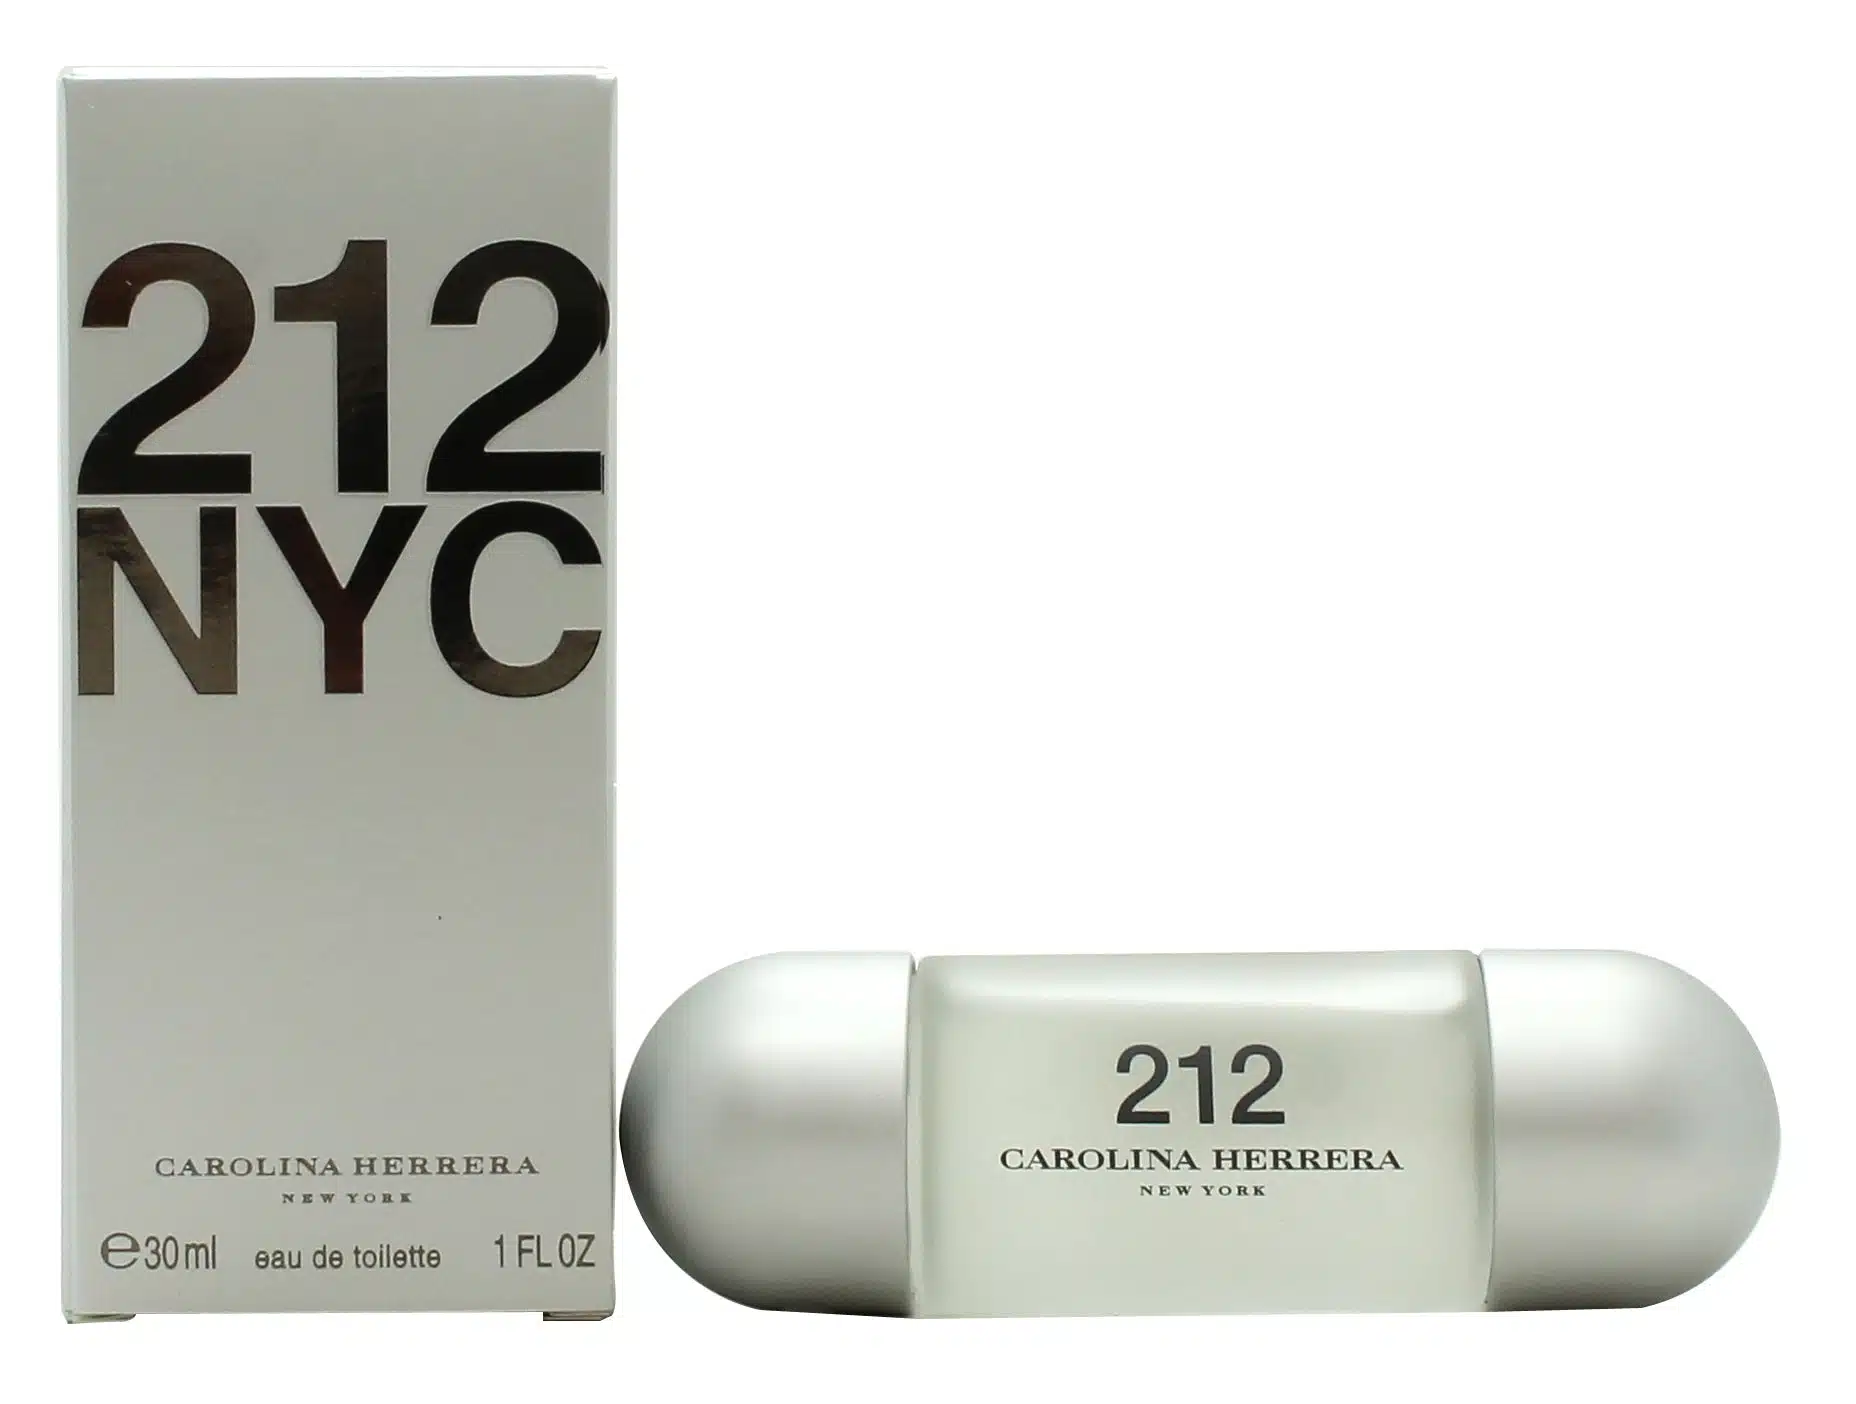 212
NYC
CAROLINA HERRERA
NEW YORK
℮30ml eau de toilette 1 FL OZ
212
CAROLINA HERRERA
NEW YORK